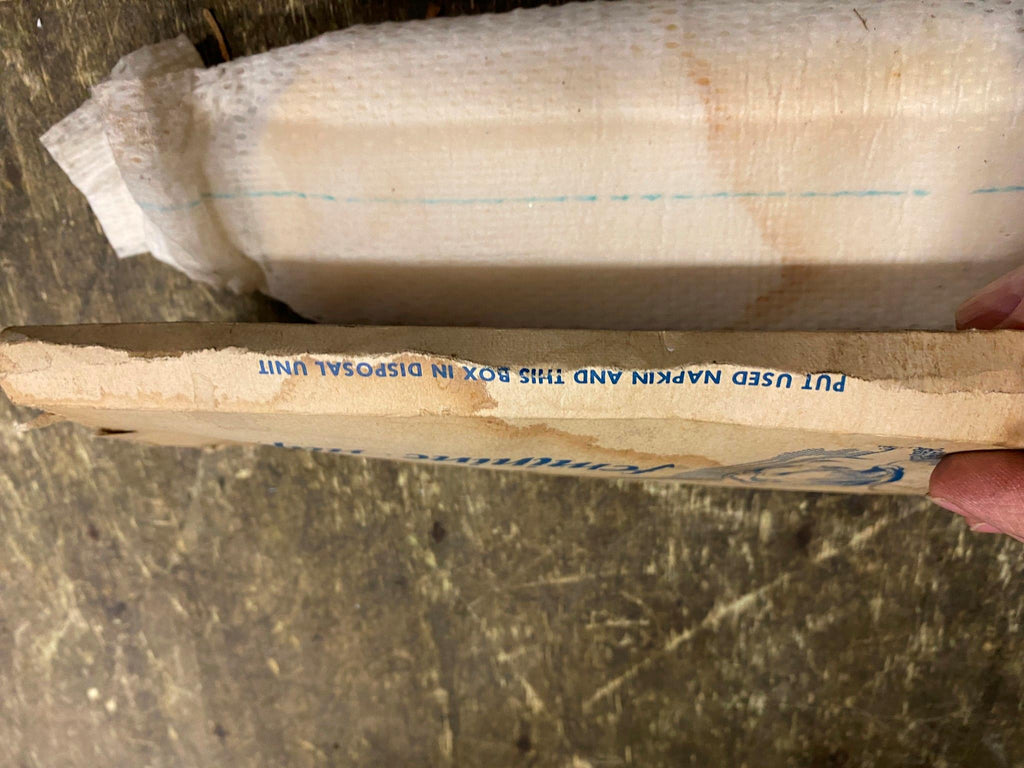 PUT USED NAPKIN AND THIS BOX IN DISPOSAL UNIT